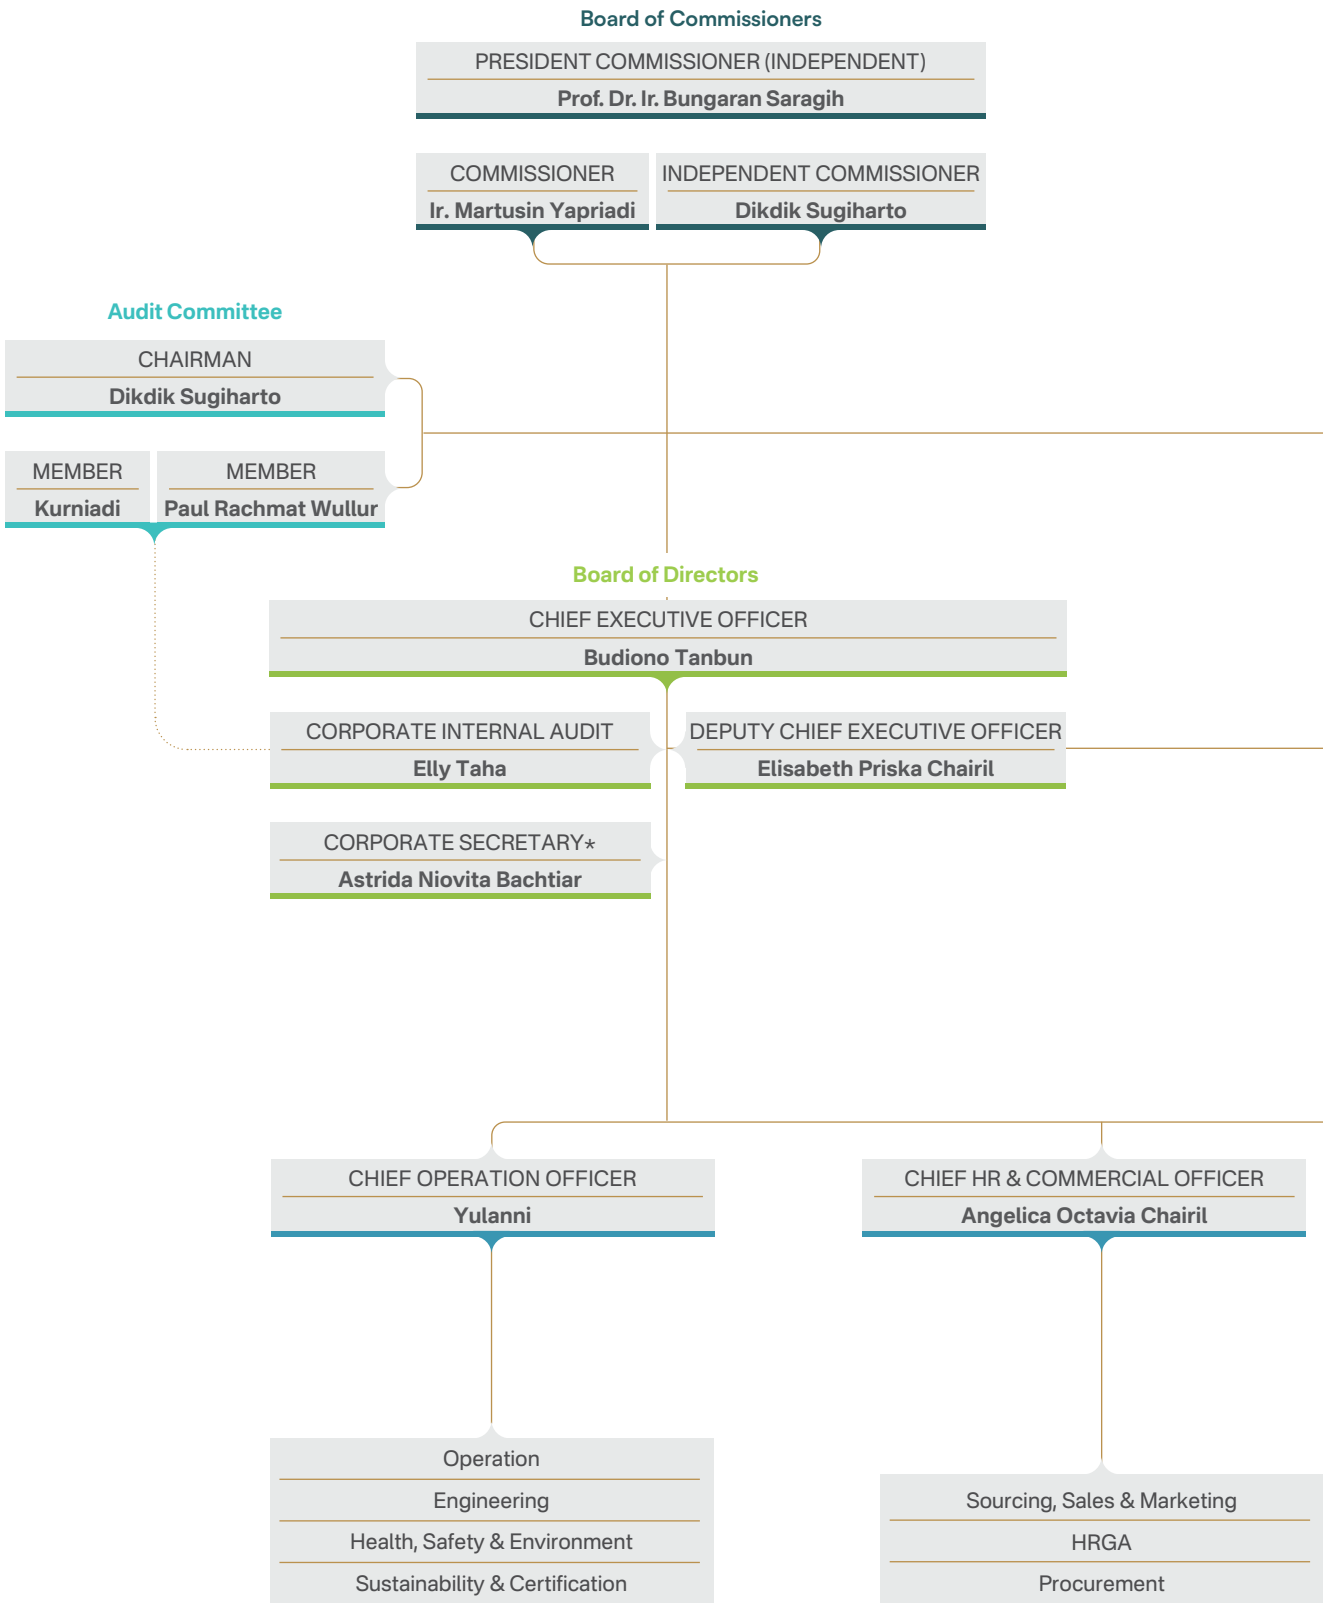 Board of Commissioners
PRESIDENT COMMISSIONER (INDEPENDENT)
Prof. Dr. Ir. Bungaran Saragih
COMMISSIONER
Ir. Martusin Yapriadi
INDEPENDENT COMMISSIONER
Dikdik Sugiharto
Audit Committee
CHAIRMAN
Dikdik Sugiharto
MEMBER
Kurniadi
MEMBER
Paul Rachmat Wullur
Board of Directors
CHIEF EXECUTIVE OFFICER
Budiono Tanbun
CORPORATE INTERNAL AUDIT
Elly Taha
DEPUTY CHIEF EXECUTIVE OFFICER
Elisabeth Priska Chairil
CORPORATE SECRETARY*
Astrida Niovita Bachtiar
CHIEF OPERATION OFFICER
Yulanni
CHIEF HR & COMMERCIAL OFFICER
Angelica Octavia Chairil
Operation
Engineering
Health, Safety & Environment
Sustainability & Certification
Sourcing, Sales & Marketing
HRGA
Procurement